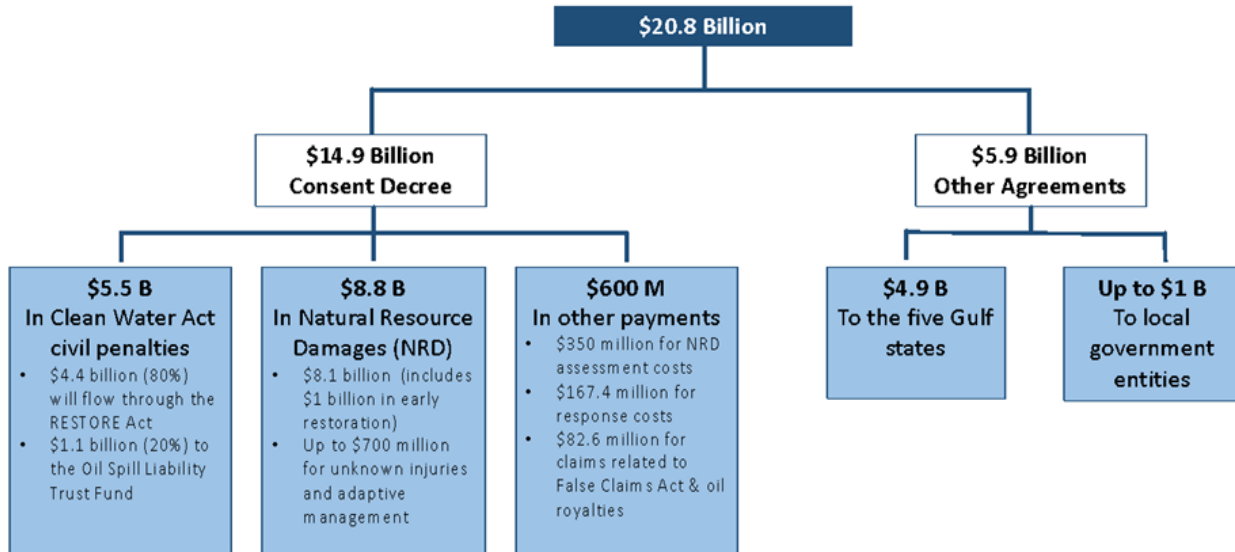 $20.8 Billion
$14.9 Billion
Consent Decree
$5.9 Billion
Other Agreements
$5.5 B
In Clean Water Act
civil penalties
• $4.4 billion (80%)
will flow through the
RESTORE Act
• $1.1 billion (20%) to
the Oil Spill Liability
Trust Fund
$8.8 B
In Natural Resource
Damages (NRD)
• $8.1 billion (includes
$1 billion in early
restoration)
• Up to $700 million
for unknown injuries
and adaptive
management
$600 M
In other payments
• $350 million for NRD
assessment costs
• $167.4 million for
response costs
• $82.6 million for
claims related to
False Claims Act & oil
royalties
$4.9 B
To the five Gulf
states
Up to $1 B
To local
government
entities